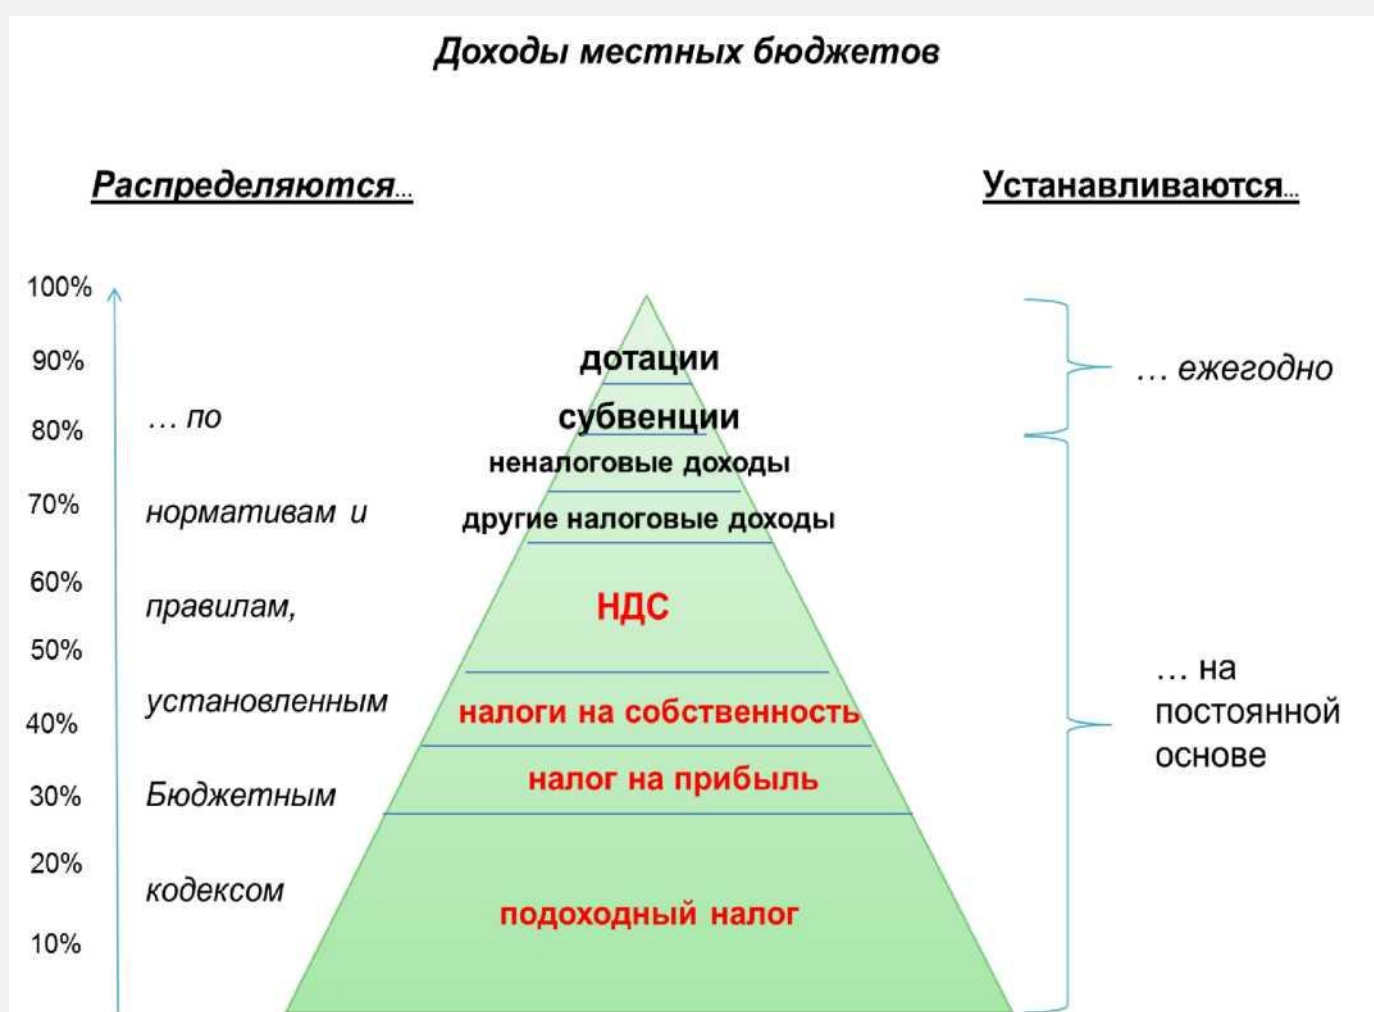 Доходы местных бюджетов
Распределяются...
Устанавливаются...
100%
90%
80%
70%
60%
50%
40%
30%
20%
10%
... по
нормативам и
правилам,
установленным
Бюджетным
кодексом
дотации
субвенции
неналоговые доходы
другие налоговые доходы
НДС
налоги на собственность
налог на прибыль
подоходный налог
... ежегодно
... на
постоянной
основе